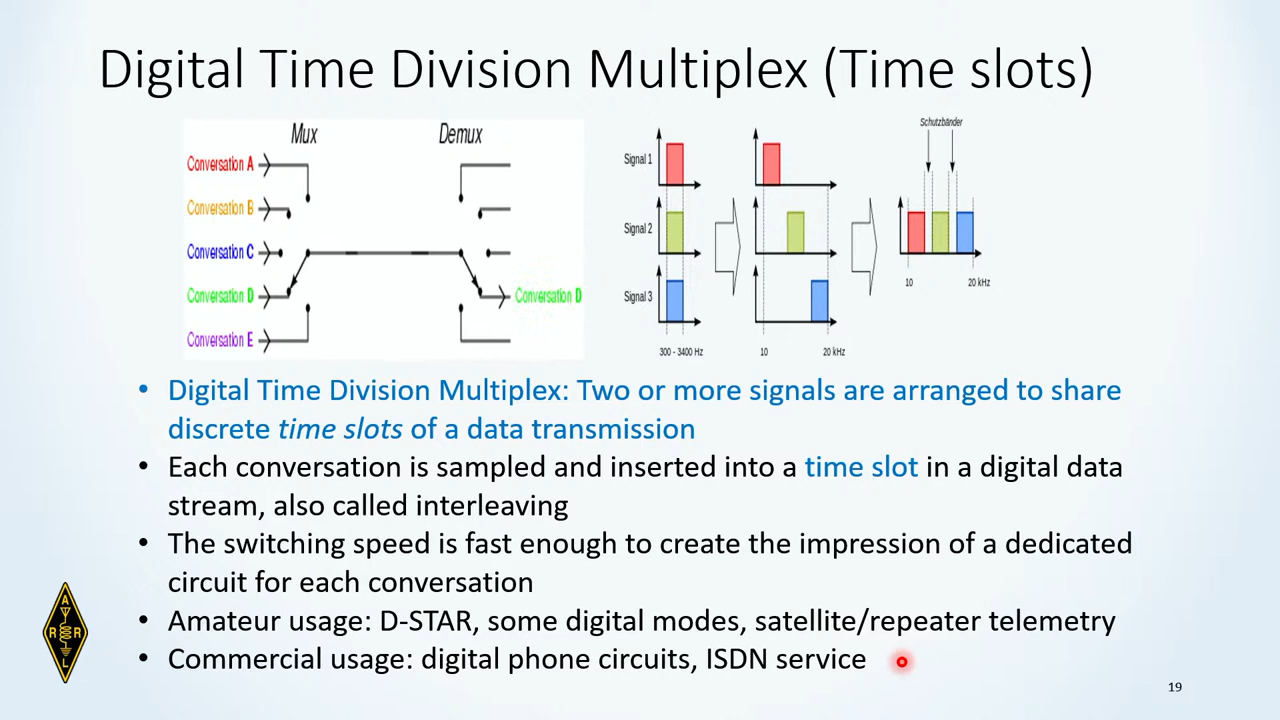 Digital Time Division Multiplex (Time slots)
Mux
Demux
Conversation A
Conversation B
Conversation C
Conversation D
Conversation D
Conversation E
Signal 1
Signal 2
Signal 3
300 - 3400 Hz
10
20 kHz
Schutzbänder
10
20 kHz
• Digital Time Division Multiplex: Two or more signals are arranged to share
discrete time slots of a data transmission
• Each conversation is sampled and inserted into a time slot in a digital data
stream, also called interleaving
• The switching speed is fast enough to create the impression of a dedicated
circuit for each conversation
• Amateur usage: D-STAR, some digital modes, satellite/repeater telemetry
• Commercial usage: digital phone circuits, ISDN service
A
R R
L
19